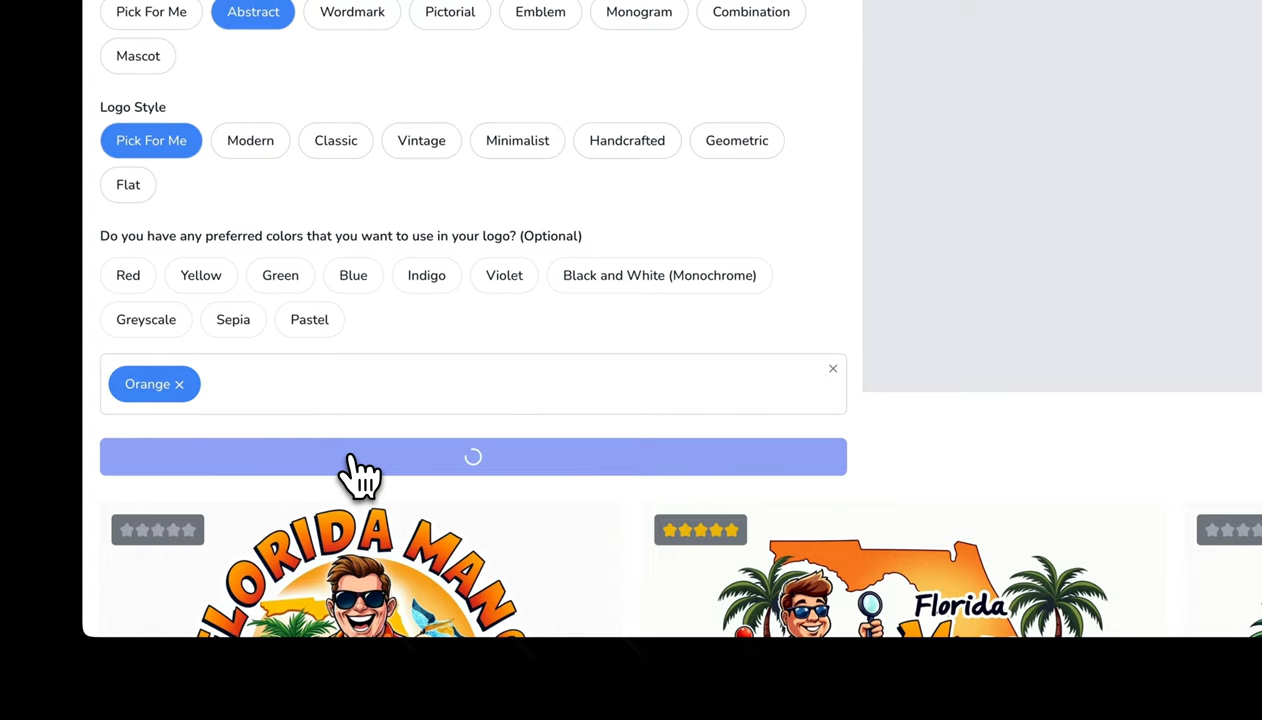 Pick For Me Abstract Wordmark Pictorial Emblem Monogram Combination
Mascot
Logo Style
Pick For Me Modern Classic Vintage Minimalist Handcrafted Geometric
Flat
Do you have any preferred colors that you want to use in your logo? (Optional)
Red Yellow Green Blue Indigo Violet Black and White (Monochrome)
Greyscale Sepia Pastel
Orange ×
FLORIDA MAN
Florida